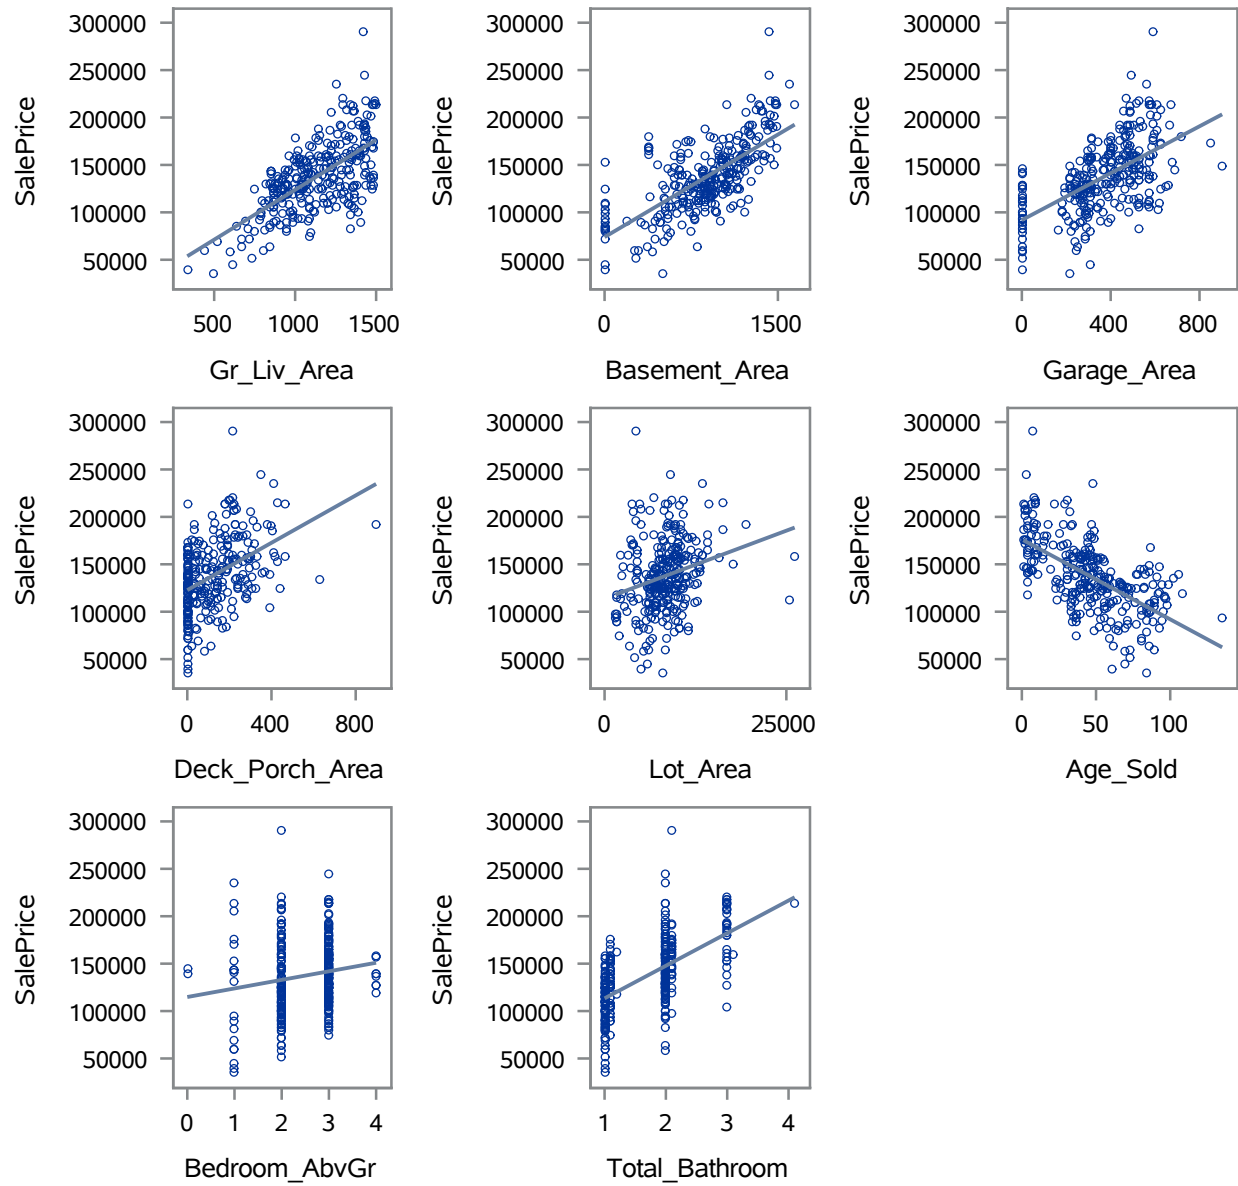 300000 300000 300000
250000 250000 250000
200000 200000 200000
150000 150000 150000
100000 100000 100000
50000 50000 50000
SalePrice SalePrice SalePrice
500 1000 1500 0 1500 0 400 800
Gr_Liv_Area Basement_Area Garage_Area
300000 300000 300000
250000 250000 250000
200000 200000 200000
150000 150000 150000
100000 100000 100000
50000 50000 50000
SalePrice SalePrice SalePrice
0 400 800 0 25000 0 50 100
Deck_Porch_Area Lot_Area Age_Sold
300000 300000
250000 250000
200000 200000
150000 150000
100000 100000
50000 50000
SalePrice SalePrice
0 1 2 3 4 1 2 3 4
Bedroom_AbvGr Total_Bathroom